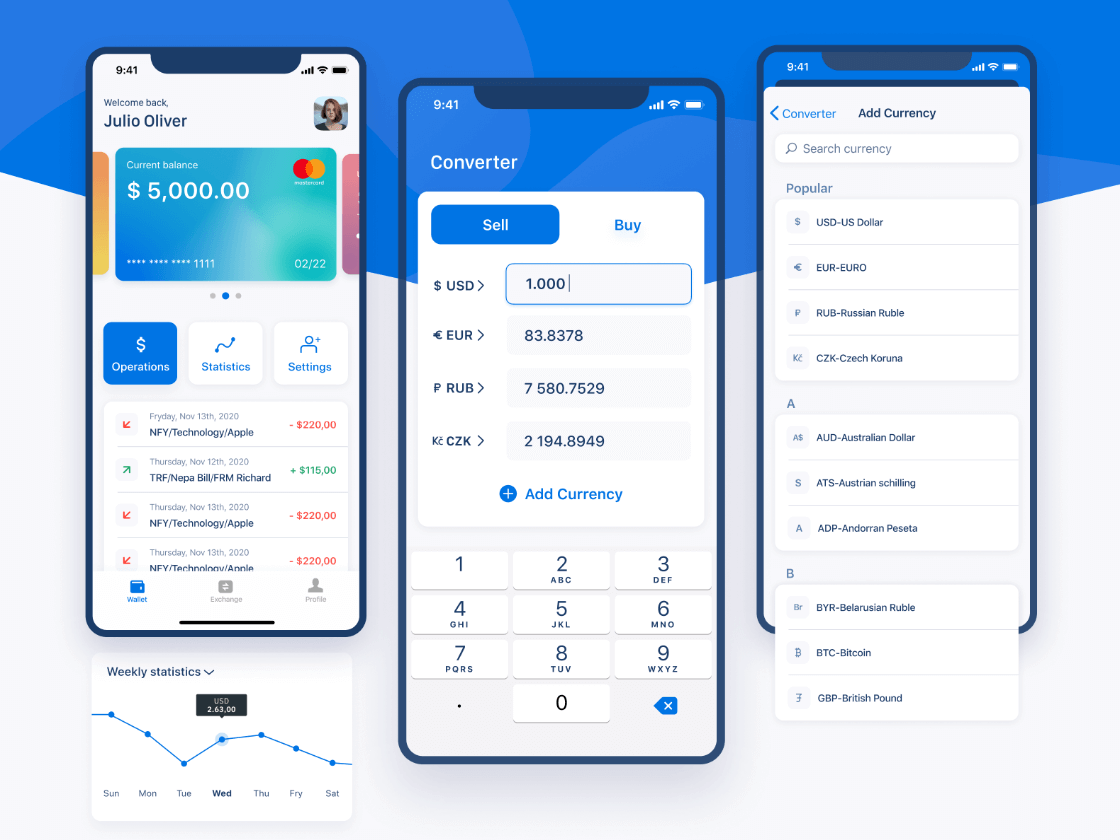 9:41
Welcome back,
Julio Oliver
Current balance
$ 5,000.00
mastercard
**** **** **** 1111
02/22
$
Operations
Statistics
Settings
Fryday, Nov 13th, 2020
NFY/Technology/Apple
- $220,00
Thursday, Nov 12th, 2020
TRF/Nepa Bill/FRM Richard
+ $115,00
Thursday, Nov 13th, 2020
NFY/Technology/Apple
- $220,00
Thursday, Nov 13th, 2020
NFY/Technology/Apple
- $220,00
Wallet
Exchange
Profile
Weekly statistics
USD
2.63,00
Sun Mon Tue Wed Thu Fry Sat
9:41
Converter
Sell
Buy
$ USD
1.000
€ EUR
83.8378
₽ RUB
7 580.7529
Kč CZK
2 194.8949
Add Currency
1
2
ABC
3
DEF
4
GHI
5
JKL
6
MNO
7
PQRS
8
TUV
9
WXYZ
.
0
9:41
Converter
Add Currency
Search currency
Popular
$ USD-US Dollar
€ EUR-EURO
₽ RUB-Russian Ruble
Kč CZK-Czech Koruna
A
A$ AUD-Australian Dollar
S ATS-Austrian schilling
A ADP-Andorran Peseta
B
Br BYR-Belarusian Ruble
₿ BTC-Bitcoin
GBP-British Pound